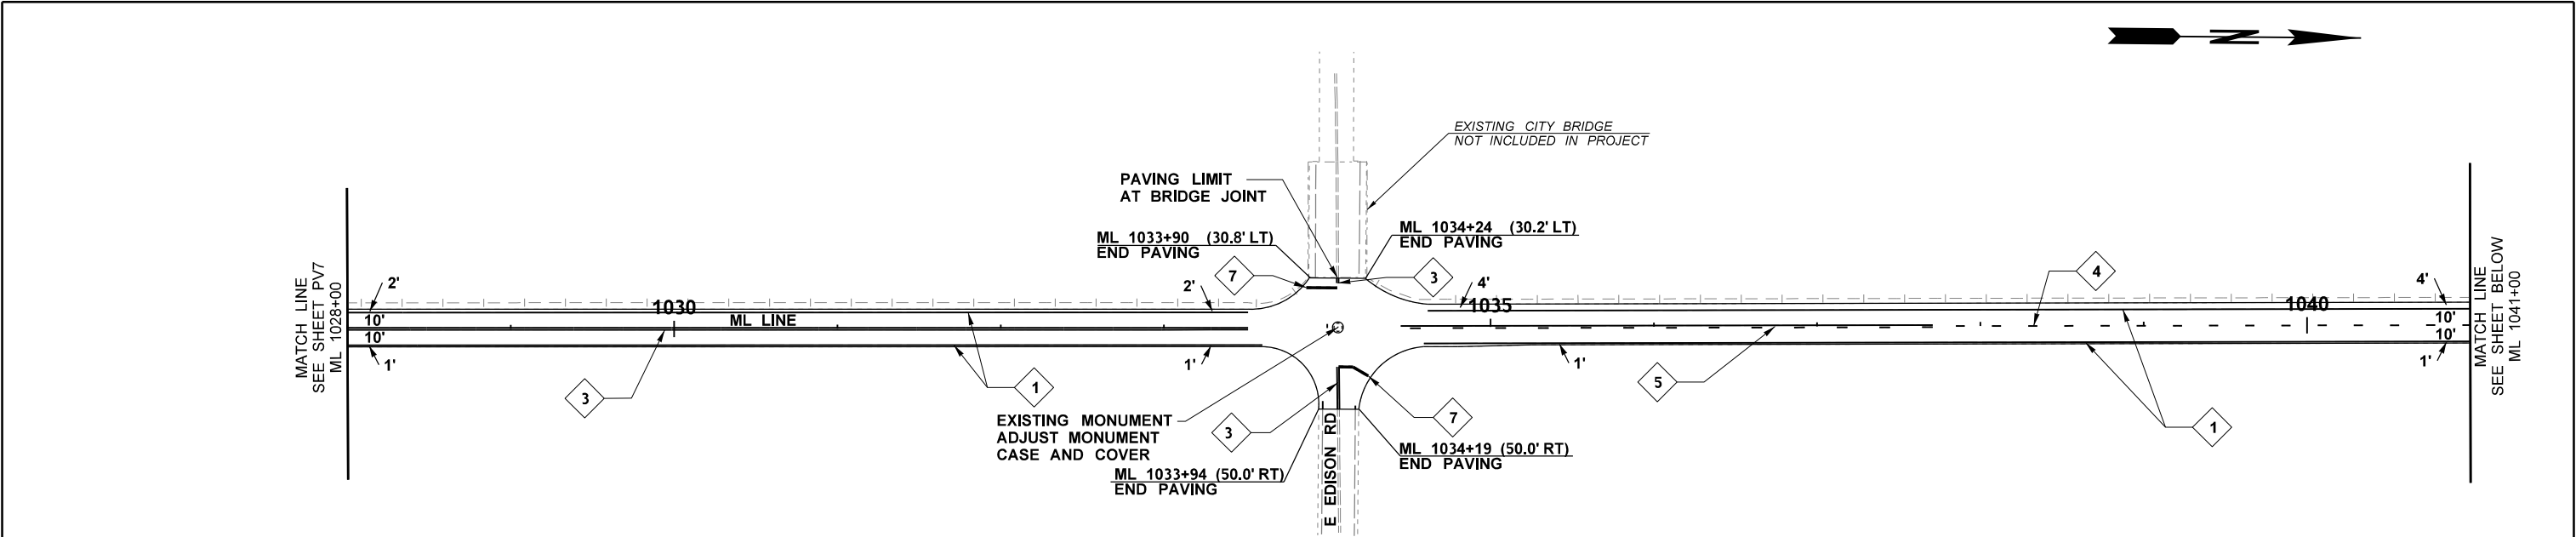 N
EXISTING CITY BRIDGE
NOT INCLUDED IN PROJECT
PAVING LIMIT
AT BRIDGE JOINT
ML 1033+90 (30.8' LT)
END PAVING
ML 1034+24 (30.2' LT)
END PAVING
MATCH LINE
SEE SHEET PV7
ML 1028+00
2'
10'
10'
1'
1030
ML LINE
3
1
2'
1'
7
3
4'
1035
1'
5
4
1040
4'
10'
10'
1'
1
MATCH LINE
SEE SHEET BELOW
ML 1041+00
EXISTING MONUMENT
ADJUST MONUMENT
CASE AND COVER
3
7
ML 1033+94 (50.0' RT)
END PAVING
E EDISON RD
ML 1034+19 (50.0' RT)
END PAVING